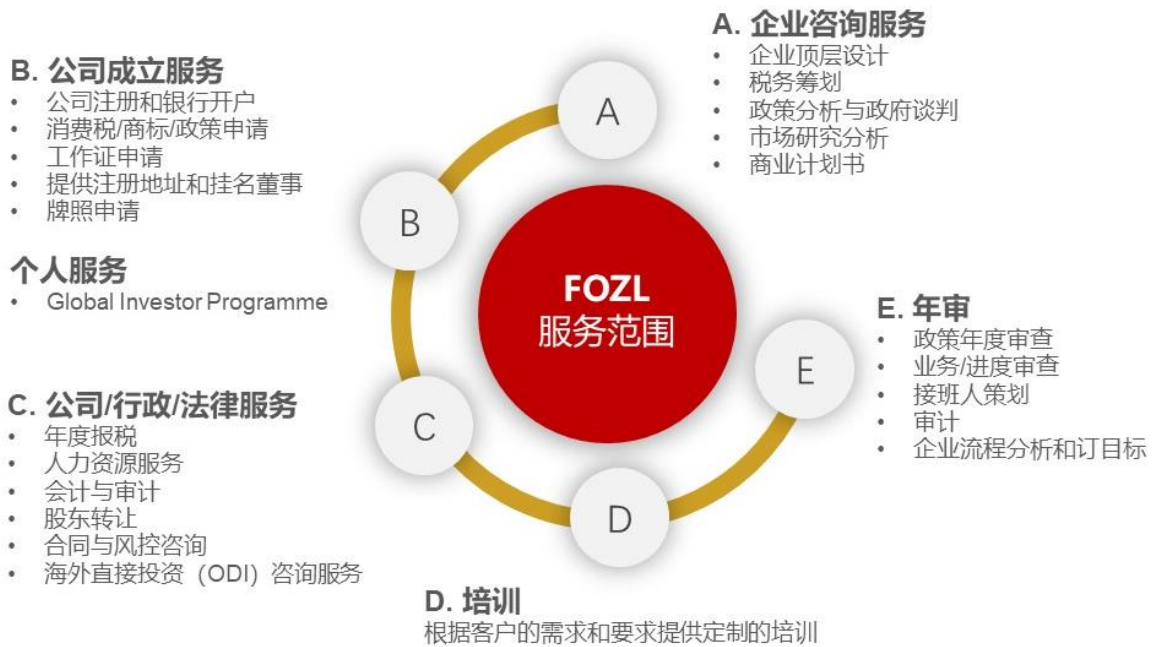 A. 企业咨询服务
• 企业顶层设计
• 税务筹划
• 政策分析与政府谈判
• 市场研究分析
• 商业计划书
B. 公司成立服务
• 公司注册和银行开户
• 消费税/商标/政策申请
• 工作证申请
• 提供注册地址和挂名董事
• 牌照申请
个人服务
• Global Investor Programme
C. 公司/行政/法律服务
• 年度报税
• 人力资源服务
• 会计与审计
• 股东转让
• 合同与风控咨询
• 海外直接投资（ODI）咨询服务
D. 培训
根据客户的需求和要求提供定制的培训
E. 年审
• 政策年度审查
• 业务/进度审查
• 接班人策划
• 审计
• 企业流程分析和订目标
FOZL
服务范围
A
B
C
D
E